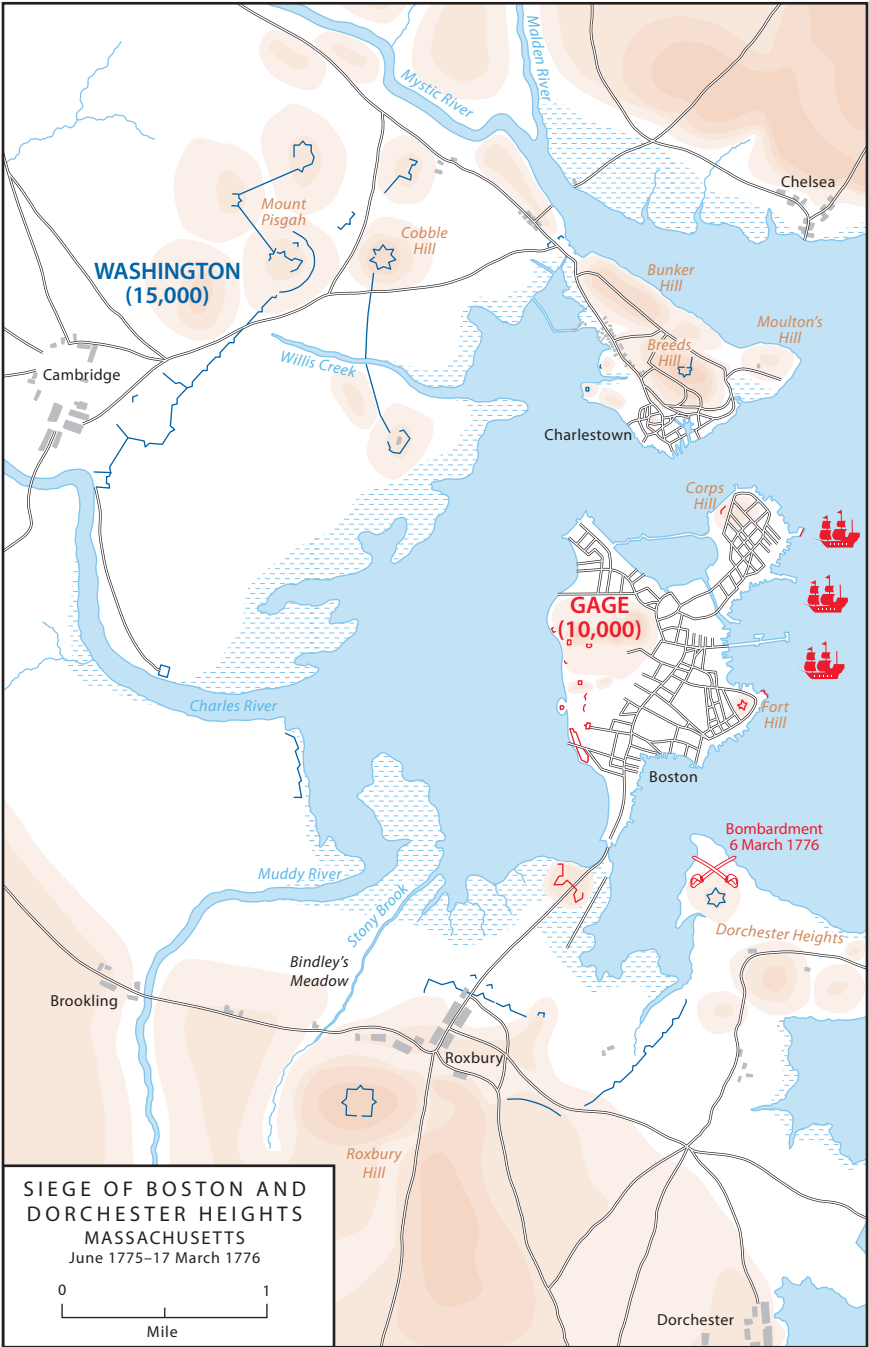 Malden River
Mystic River
Chelsea
Mount
Pisgah
Cobble
Hill
WASHINGTON
(15,000)
Bunker
Hill
Moulton's
Hill
Breeds
Hill
Willis Creek
Cambridge
Charlestown
Corps
Hill
GAGE
(10,000)
Charles River
Fort
Hill
Boston
Bombardment
6 March 1776
Muddy River
Stony Brook
Dorchester Heights
Bindley's
Meadow
Brookling
Roxbury
Roxbury
Hill
SIEGE OF BOSTON AND
DORCHESTER HEIGHTS
MASSACHUSETTS
June 1775–17 March 1776
0 1
Mile
Dorchester